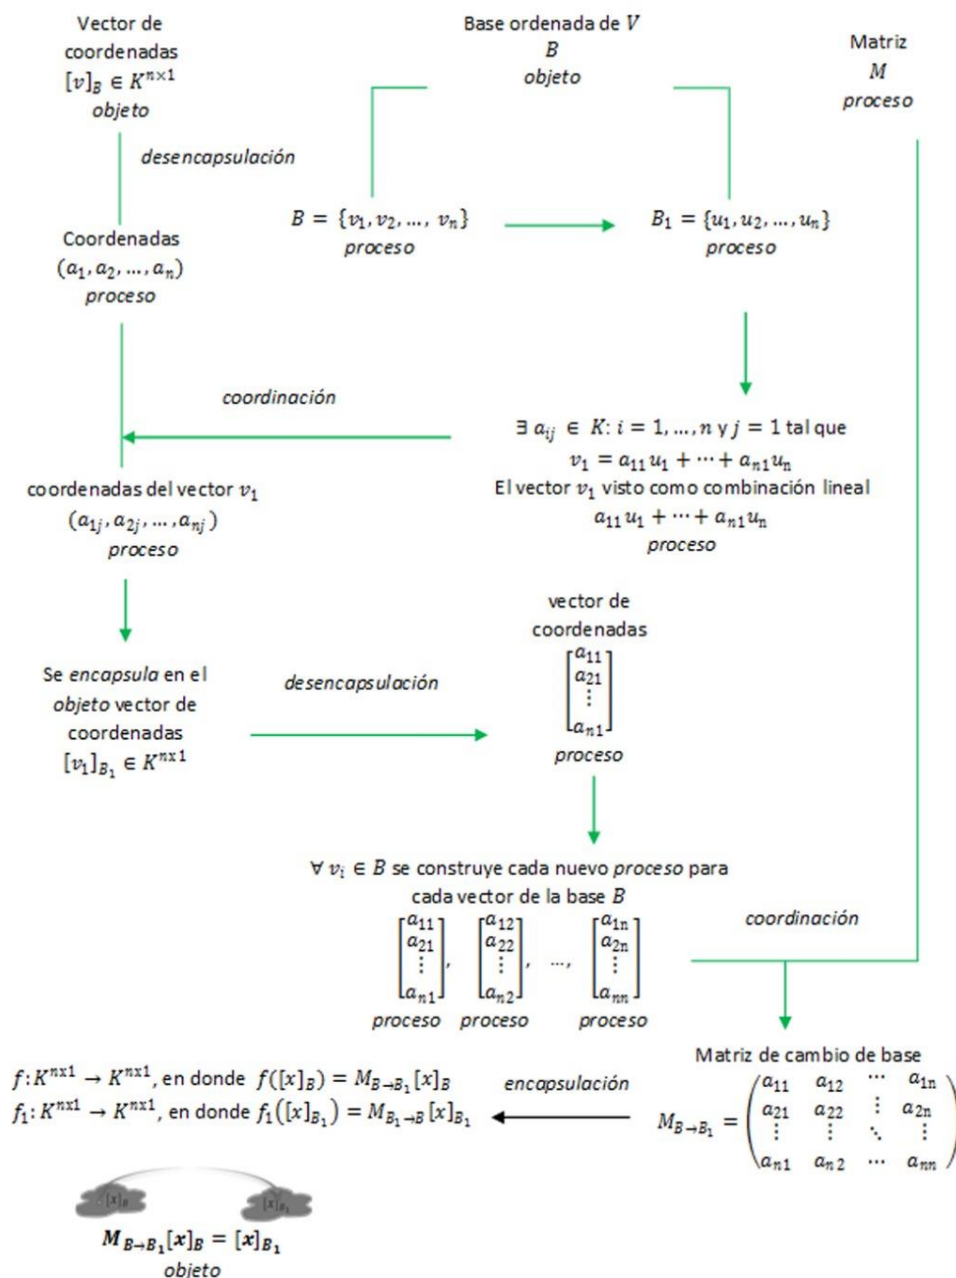 Vector de
coordenadas
[v]_B ∈ K^{n×1}
objeto
Base ordenada de V
B
objeto
Matriz
M
proceso
desencapsulación
Coordenadas
(a_1, a_2, ..., a_n)
proceso
B = {v_1, v_2, ..., v_n}
proceso
B_1 = {u_1, u_2, ..., u_n}
proceso
coordinación
∃ a_{ij} ∈ K: i = 1, ..., n y j = 1 tal que
v_1 = a_{11}u_1 + ⋯ + a_{n1}u_n
El vector v_1 visto como combinación lineal
a_{11}u_1 + ⋯ + a_{n1}u_n
proceso
coordenadas del vector v_1
(a_{1j}, a_{2j}, ..., a_{nj})
proceso
Se encapsula en el
objeto vector de
coordenadas
[v_1]_{B_1} ∈ K^{nx1}
desencapsulación
vector de
coordenadas
[a_{11}
a_{21}
⋮
a_{n1}]
proceso
∀ v_i ∈ B se construye cada nuevo proceso para
cada vector de la base B
[a_{11} [a_{12} [a_{1n}
a_{21} a_{22} a_{2n}
⋮ , ⋮ , ..., ⋮
a_{n1}] a_{n2}] a_{nn}]
proceso proceso proceso
coordinación
Matriz de cambio de base
M_{B→B_1} = (a_{11} a_{12} ⋯ a_{1n}
a_{21} a_{22} ⋮ a_{2n}
⋮ ⋮ ⋱ ⋮
a_{n1} a_{n2} ⋯ a_{nn})
encapsulación
f: K^{nx1} → K^{nx1}, en donde f([x]_B) = M_{B→B_1}[x]_B
f_1: K^{nx1} → K^{nx1}, en donde f_1([x]_{B_1}) = M_{B_1→B}[x]_{B_1}
[x]_B [x]_{B_1}
M_{B→B_1}[x]_B = [x]_{B_1}
objeto